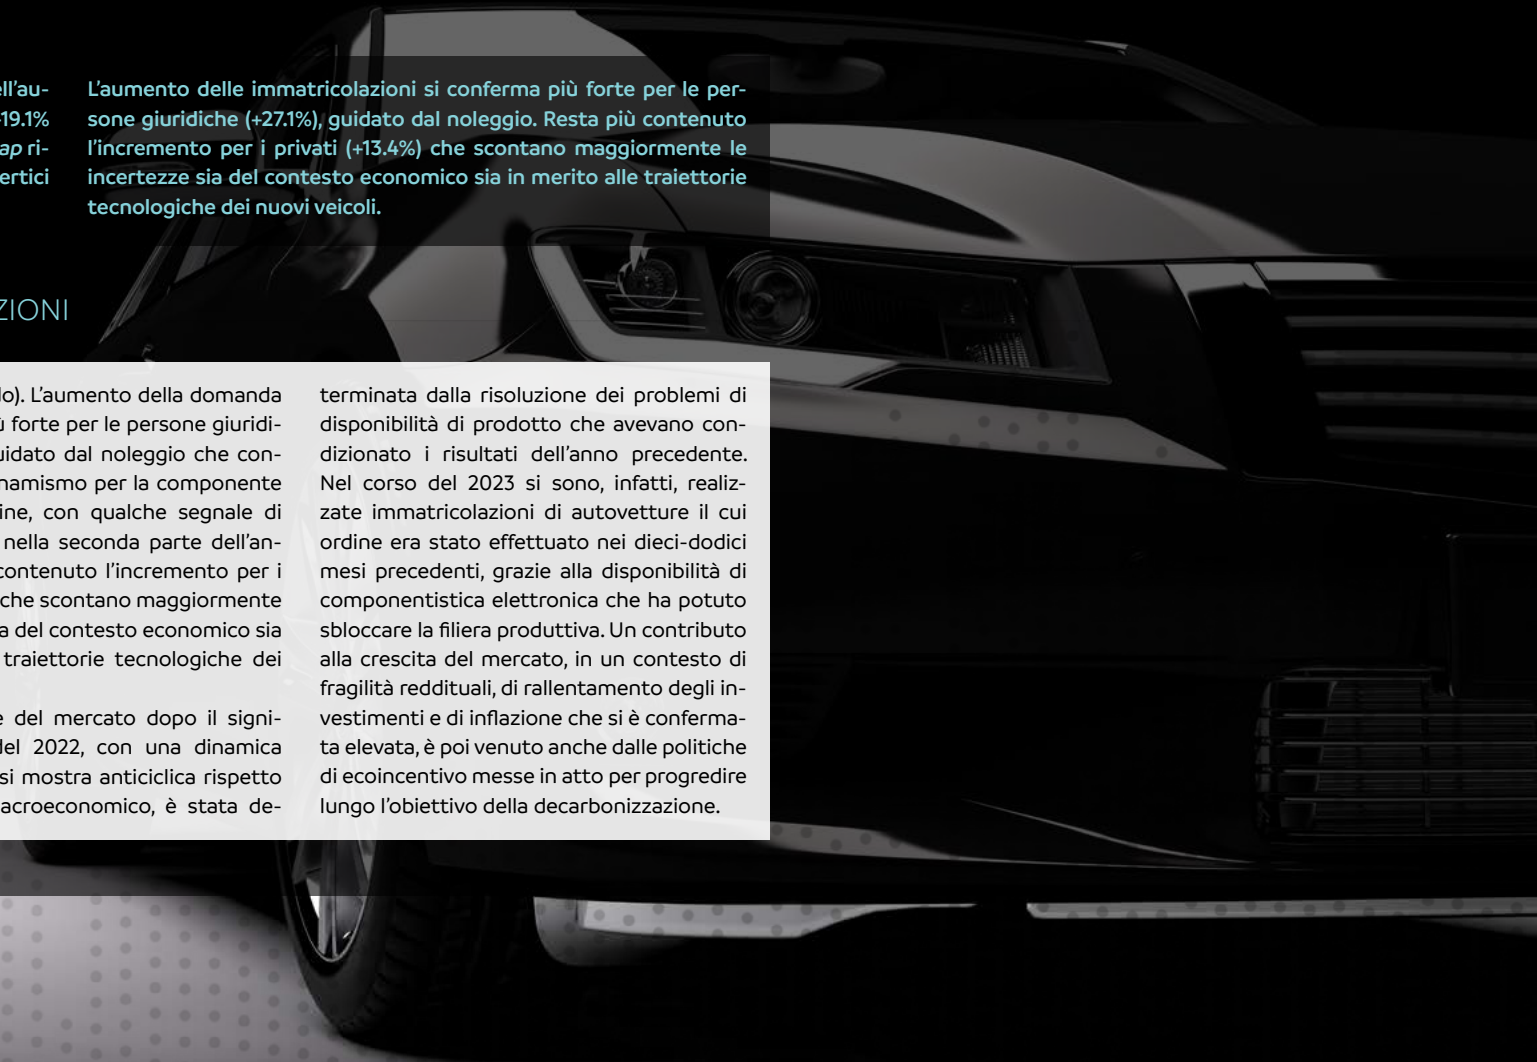 ell'au-
19.1%
ap ri-
ertici
L'aumento delle immatricolazioni si conferma più forte per le per-
sone giuridiche (+27.1%), guidato dal noleggio. Resta più contenuto
l'incremento per i privati (+13.4%) che scontano maggiormente le
incertezze sia del contesto economico sia in merito alle traiettorie
tecnologiche dei nuovi veicoli.
ZIONI
do). L'aumento della domanda
ù forte per le persone giuridi-
uidato dal noleggio che con-
namismo per la componente
ine, con qualche segnale di
nella seconda parte dell'an-
contenuto l'incremento per i
che scontano maggiormente
a del contesto economico sia
traiettorie tecnologiche dei
e del mercato dopo il signi-
del 2022, con una dinamica
si mostra anticiclica rispetto
acroeconomico, è stata de-
terminata dalla risoluzione dei problemi di
disponibilità di prodotto che avevano con-
dizionato i risultati dell'anno precedente.
Nel corso del 2023 si sono, infatti, realiz-
zate immatricolazioni di autovetture il cui
ordine era stato effettuato nei dieci-dodici
mesi precedenti, grazie alla disponibilità di
componentistica elettronica che ha potuto
sbloccare la filiera produttiva. Un contributo
alla crescita del mercato, in un contesto di
fragilità reddituali, di rallentamento degli in-
vestimenti e di inflazione che si è conferma-
ta elevata, è poi venuto anche dalle politiche
di ecoincentivo messe in atto per progredire
lungo l'obiettivo della decarbonizzazione.